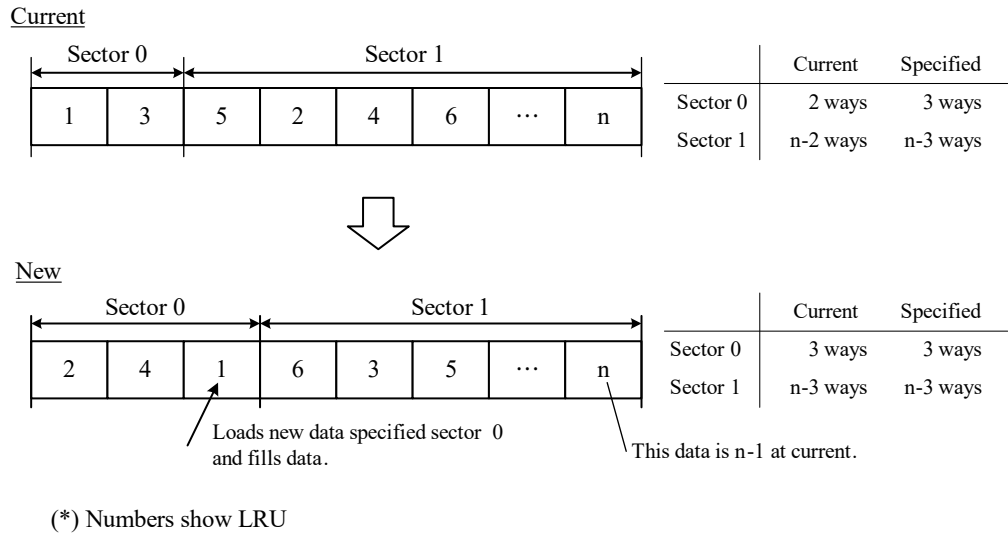 Current
Sector 0 Sector 1
1 3 5 2 4 6 ⋯ n
Current Specified
Sector 0 2 ways 3 ways
Sector 1 n-2 ways n-3 ways
New
Sector 0 Sector 1
2 4 1 6 3 5 ⋯ n
Current Specified
Sector 0 3 ways 3 ways
Sector 1 n-3 ways n-3 ways
Loads new data specified sector 0
and fills data.
This data is n-1 at current.
(*) Numbers show LRU